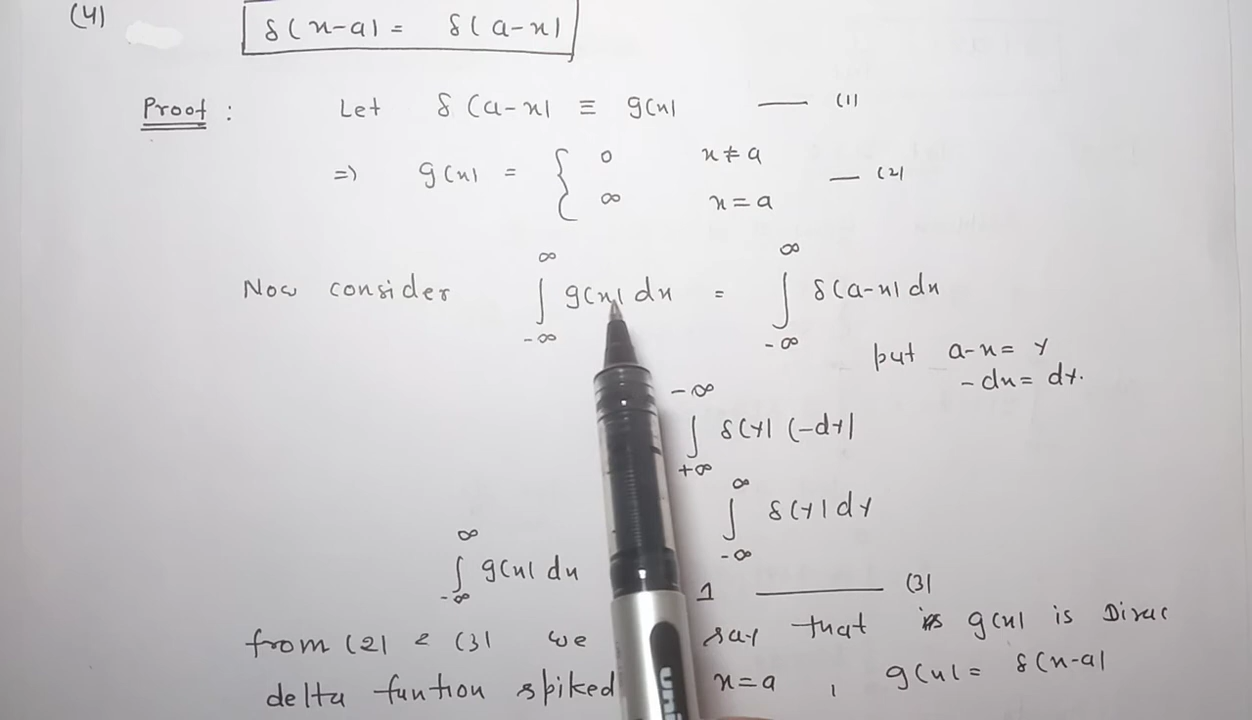 (4) δ(x-a) = δ(a-x)
Proof : Let δ(a-x) ≡ g(x) — (1)
=> g(x) = { 0 x ≠ a
∞ x = a — (2)
Now consider ∫_{-∞}^{∞} g(x) dx = ∫_{-∞}^{∞} δ(a-x) dx
put a-x = y
-dx = dy.
∫_{+∞}^{-∞} δ(y) (-dy)
∫_{-∞}^{∞} δ(y) dy
∫_{-∞}^{∞} g(x) dx 1 — (3)
from (2) & (3) we say that g(x) is Dirac
delta funtion spiked x=a , g(x) = δ(x-a)
uni